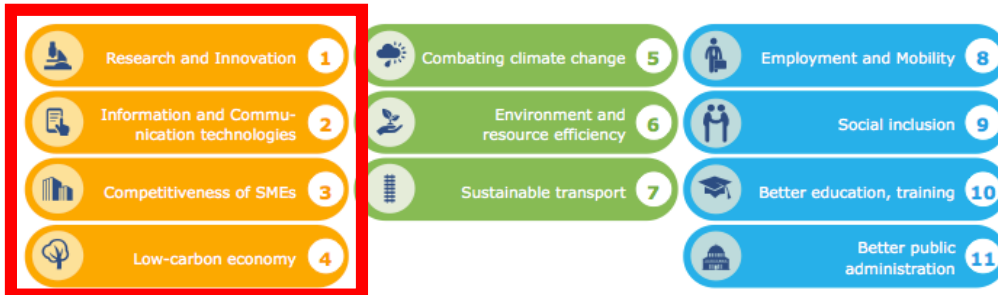 Research and Innovation 1
Information and Commu-
nication technologies 2
Competitiveness of SMEs 3
Low-carbon economy 4
Combating climate change 5
Environment and
resource efficiency 6
Sustainable transport 7
Employment and Mobility 8
Social inclusion 9
Better education, training 10
Better public
administration 11